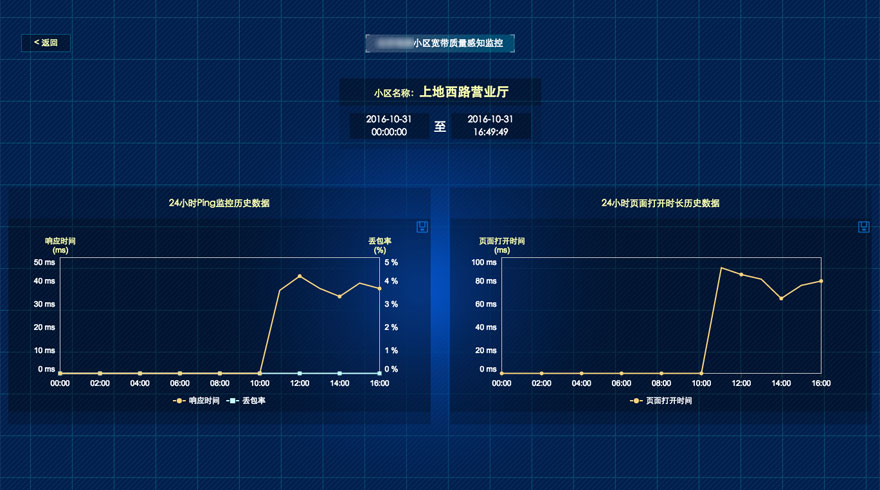 < 返回
小区宽带质量感知监控
小区名称: 上地西路营业厅
2016-10-31
00:00:00
至
2016-10-31
16:49:49
24小时Ping监控历史数据
响应时间
(ms)
丢包率
(%)
50 ms
40 ms
30 ms
20 ms
10 ms
0 ms
5 %
4 %
3 %
2 %
1 %
0 %
00:00 02:00 04:00 06:00 08:00 10:00 12:00 14:00 16:00
响应时间 丢包率
24小时页面打开时长历史数据
页面打开时间
(ms)
100 ms
80 ms
60 ms
40 ms
20 ms
0 ms
00:00 02:00 04:00 06:00 08:00 10:00 12:00 14:00 16:00
页面打开时间